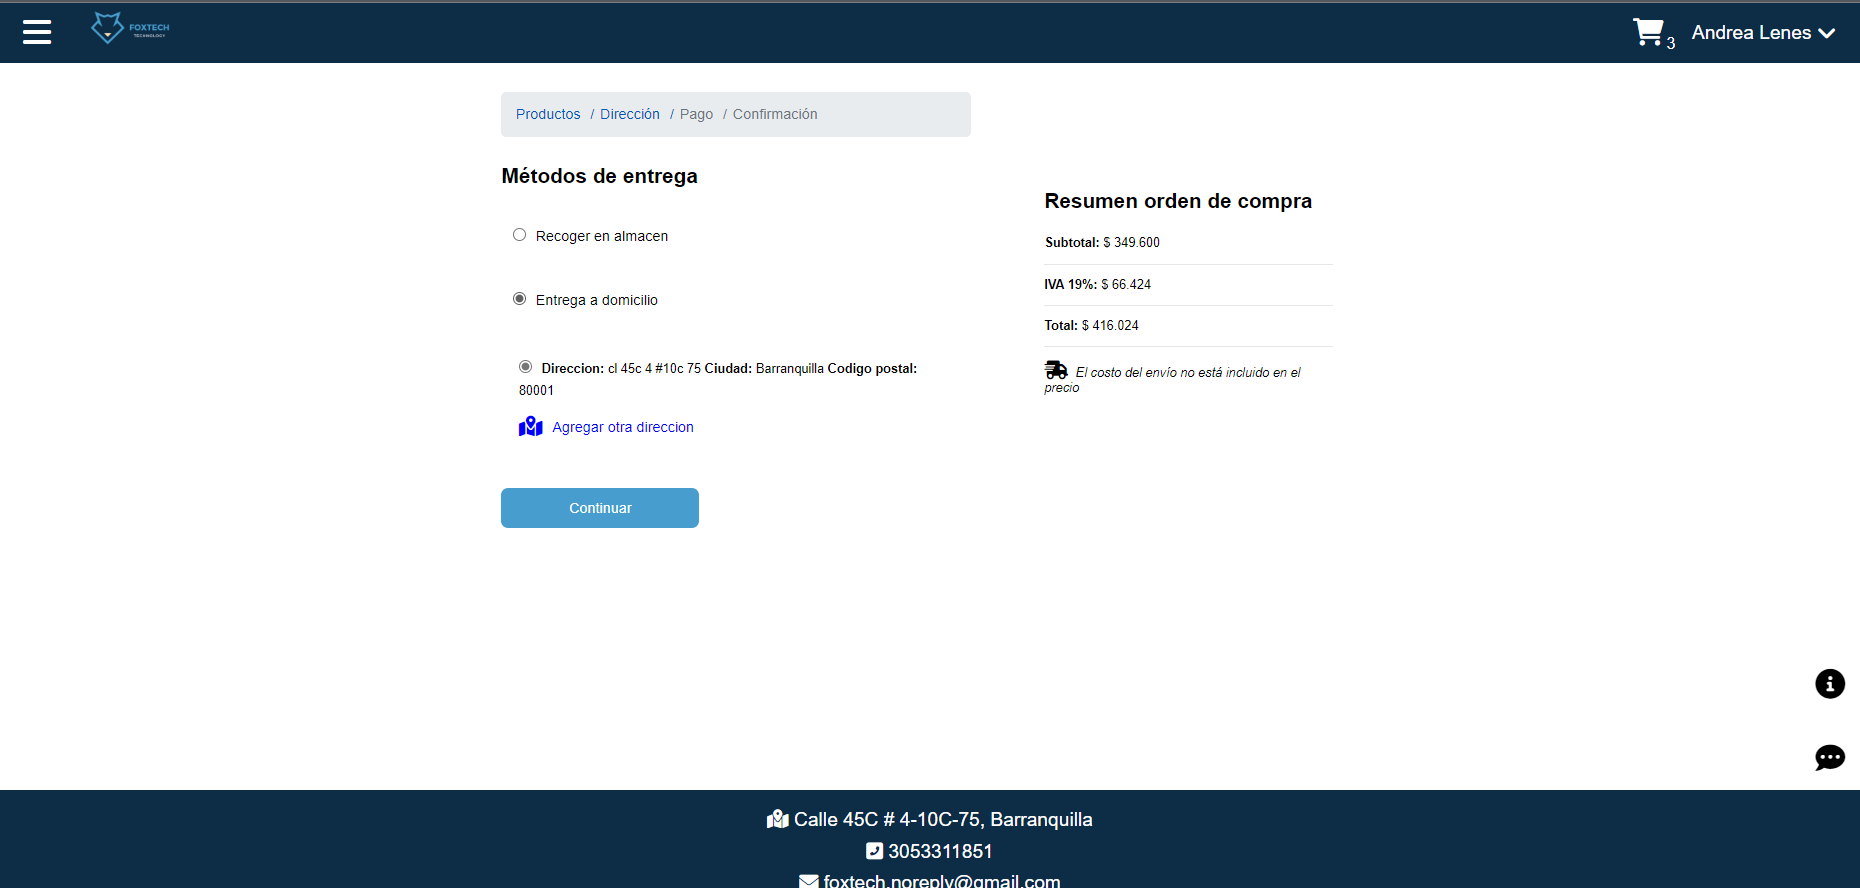 FOXTECH
TECHNOLOGY
3
Andrea Lenes
Productos / Dirección / Pago / Confirmación
Métodos de entrega
Recoger en almacen
Entrega a domicilio
Direccion: cl 45c 4 #10c 75 Ciudad: Barranquilla Codigo postal:
80001
Agregar otra direccion
Continuar
Resumen orden de compra
Subtotal: $ 349.600
IVA 19%: $ 66.424
Total: $ 416.024
El costo del envío no está incluido en el
precio
Calle 45C # 4-10C-75, Barranquilla
3053311851
foxtech.noreply@gmail.com